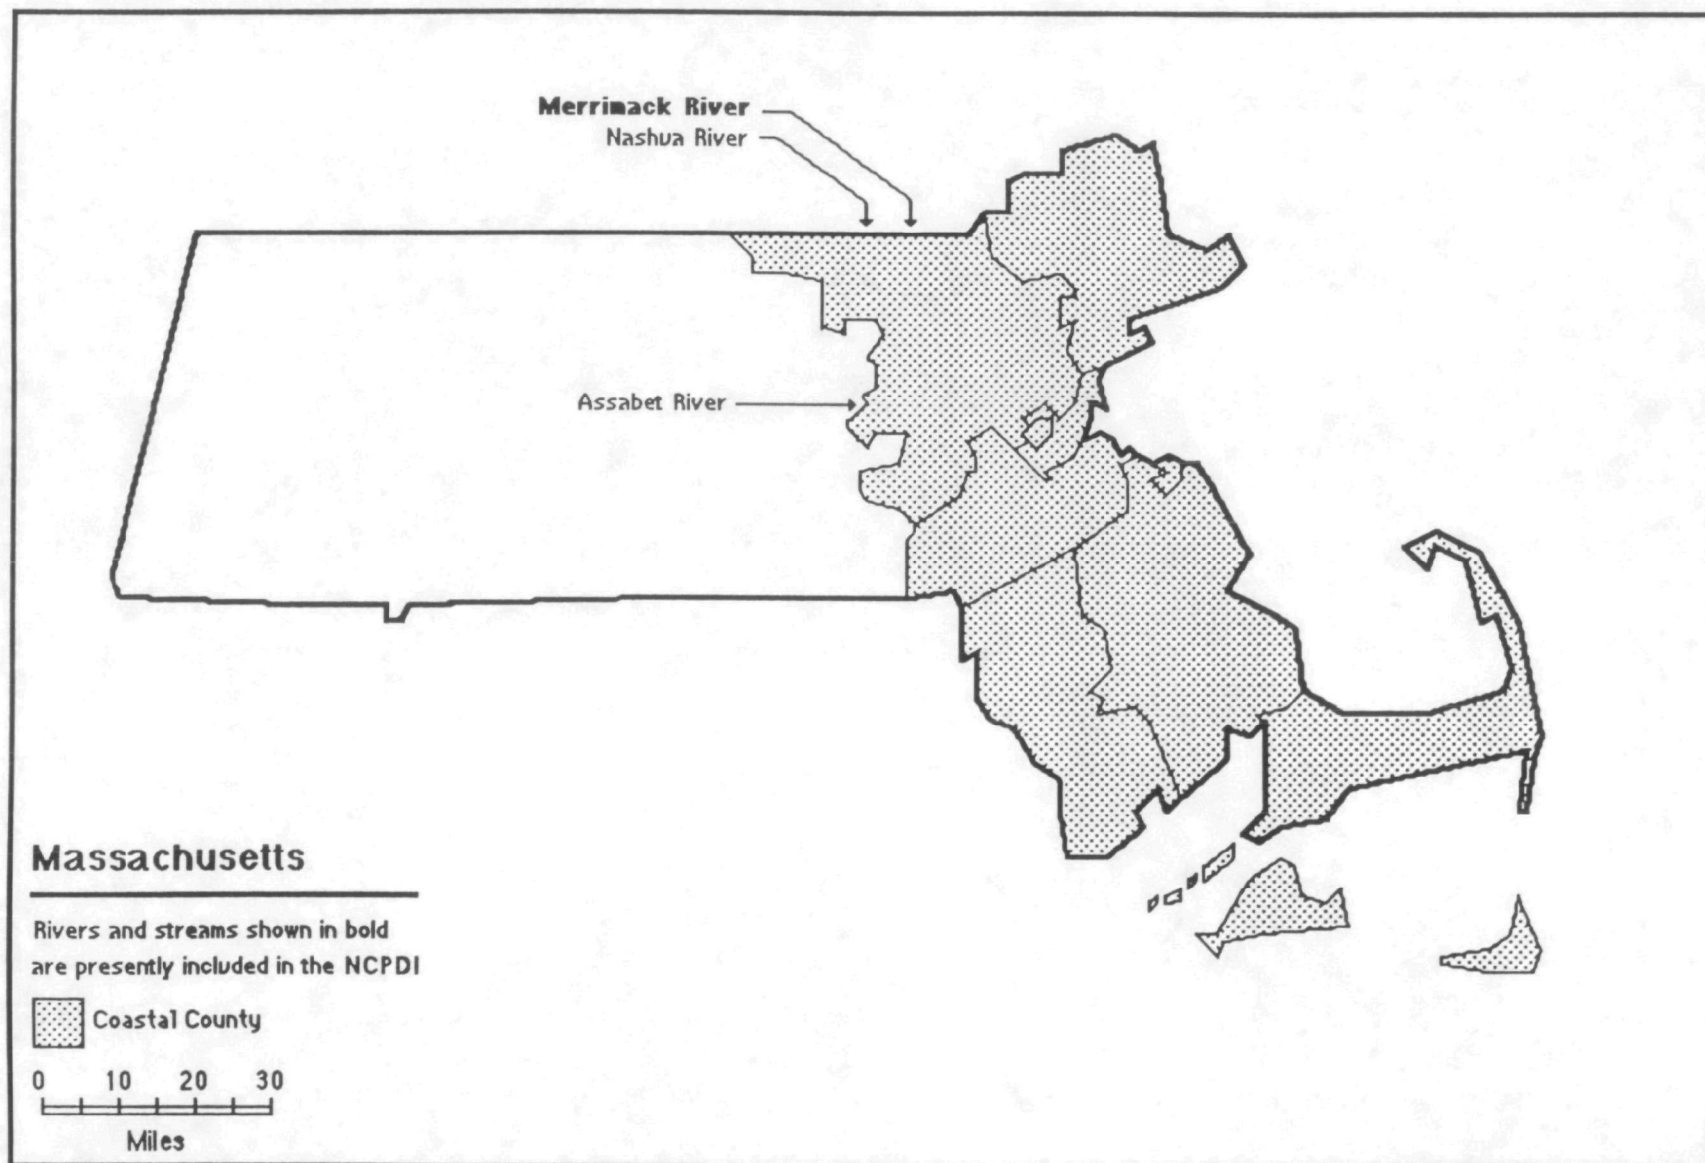 Merrimack River
Nashua River
Assabet River
Massachusetts
Rivers and streams shown in bold
are presently included in the NCPDI
Coastal County
0 10 20 30
Miles